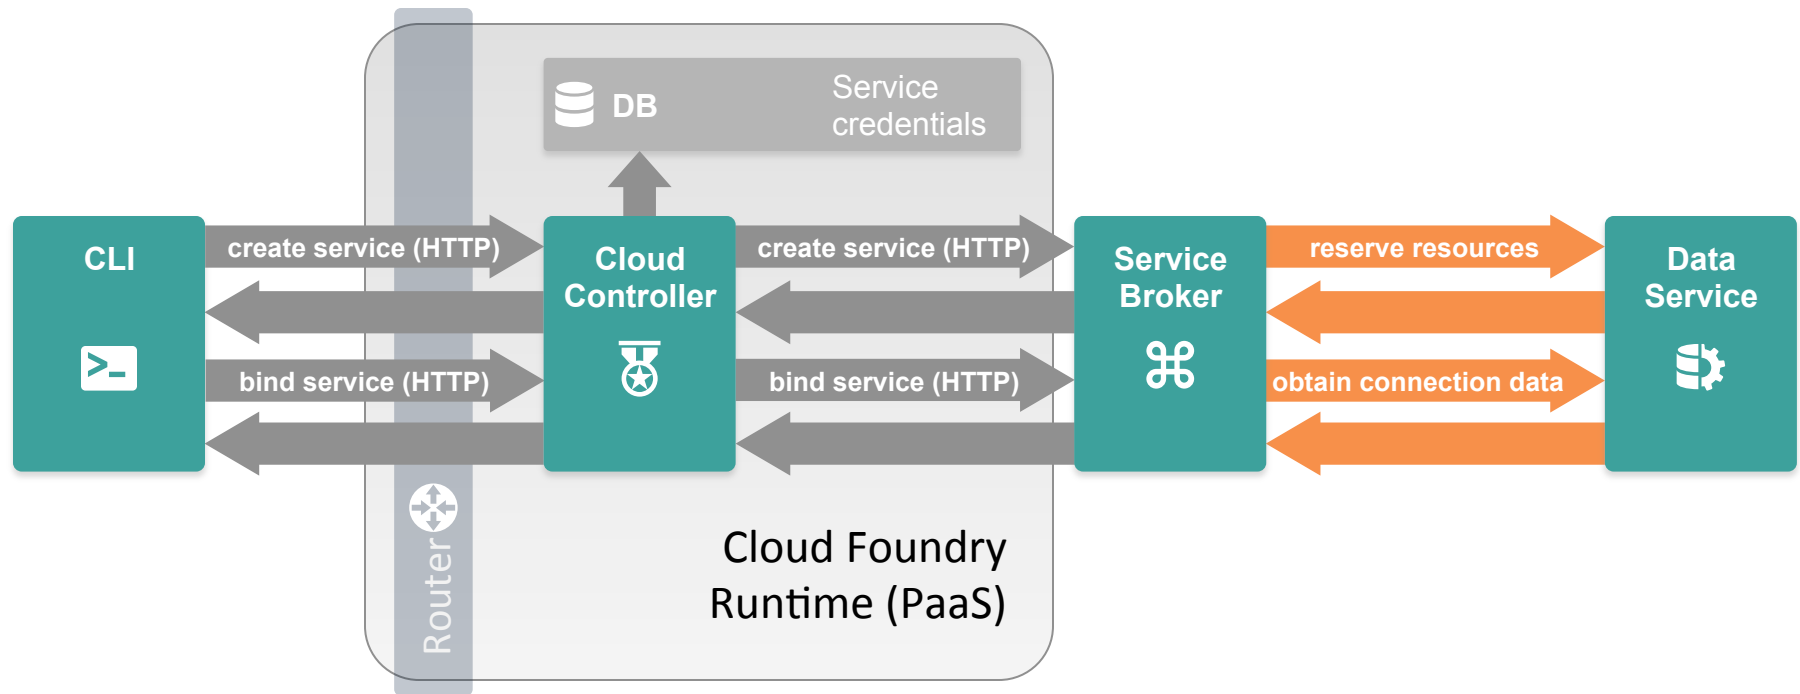 DB
Service
credentials
CLI
create service (HTTP)
Cloud
Controller
create service (HTTP)
Service
Broker
reserve resources
Data
Service
bind service (HTTP)
bind service (HTTP)
obtain connection data
Router
Cloud Foundry
Runtime (PaaS)